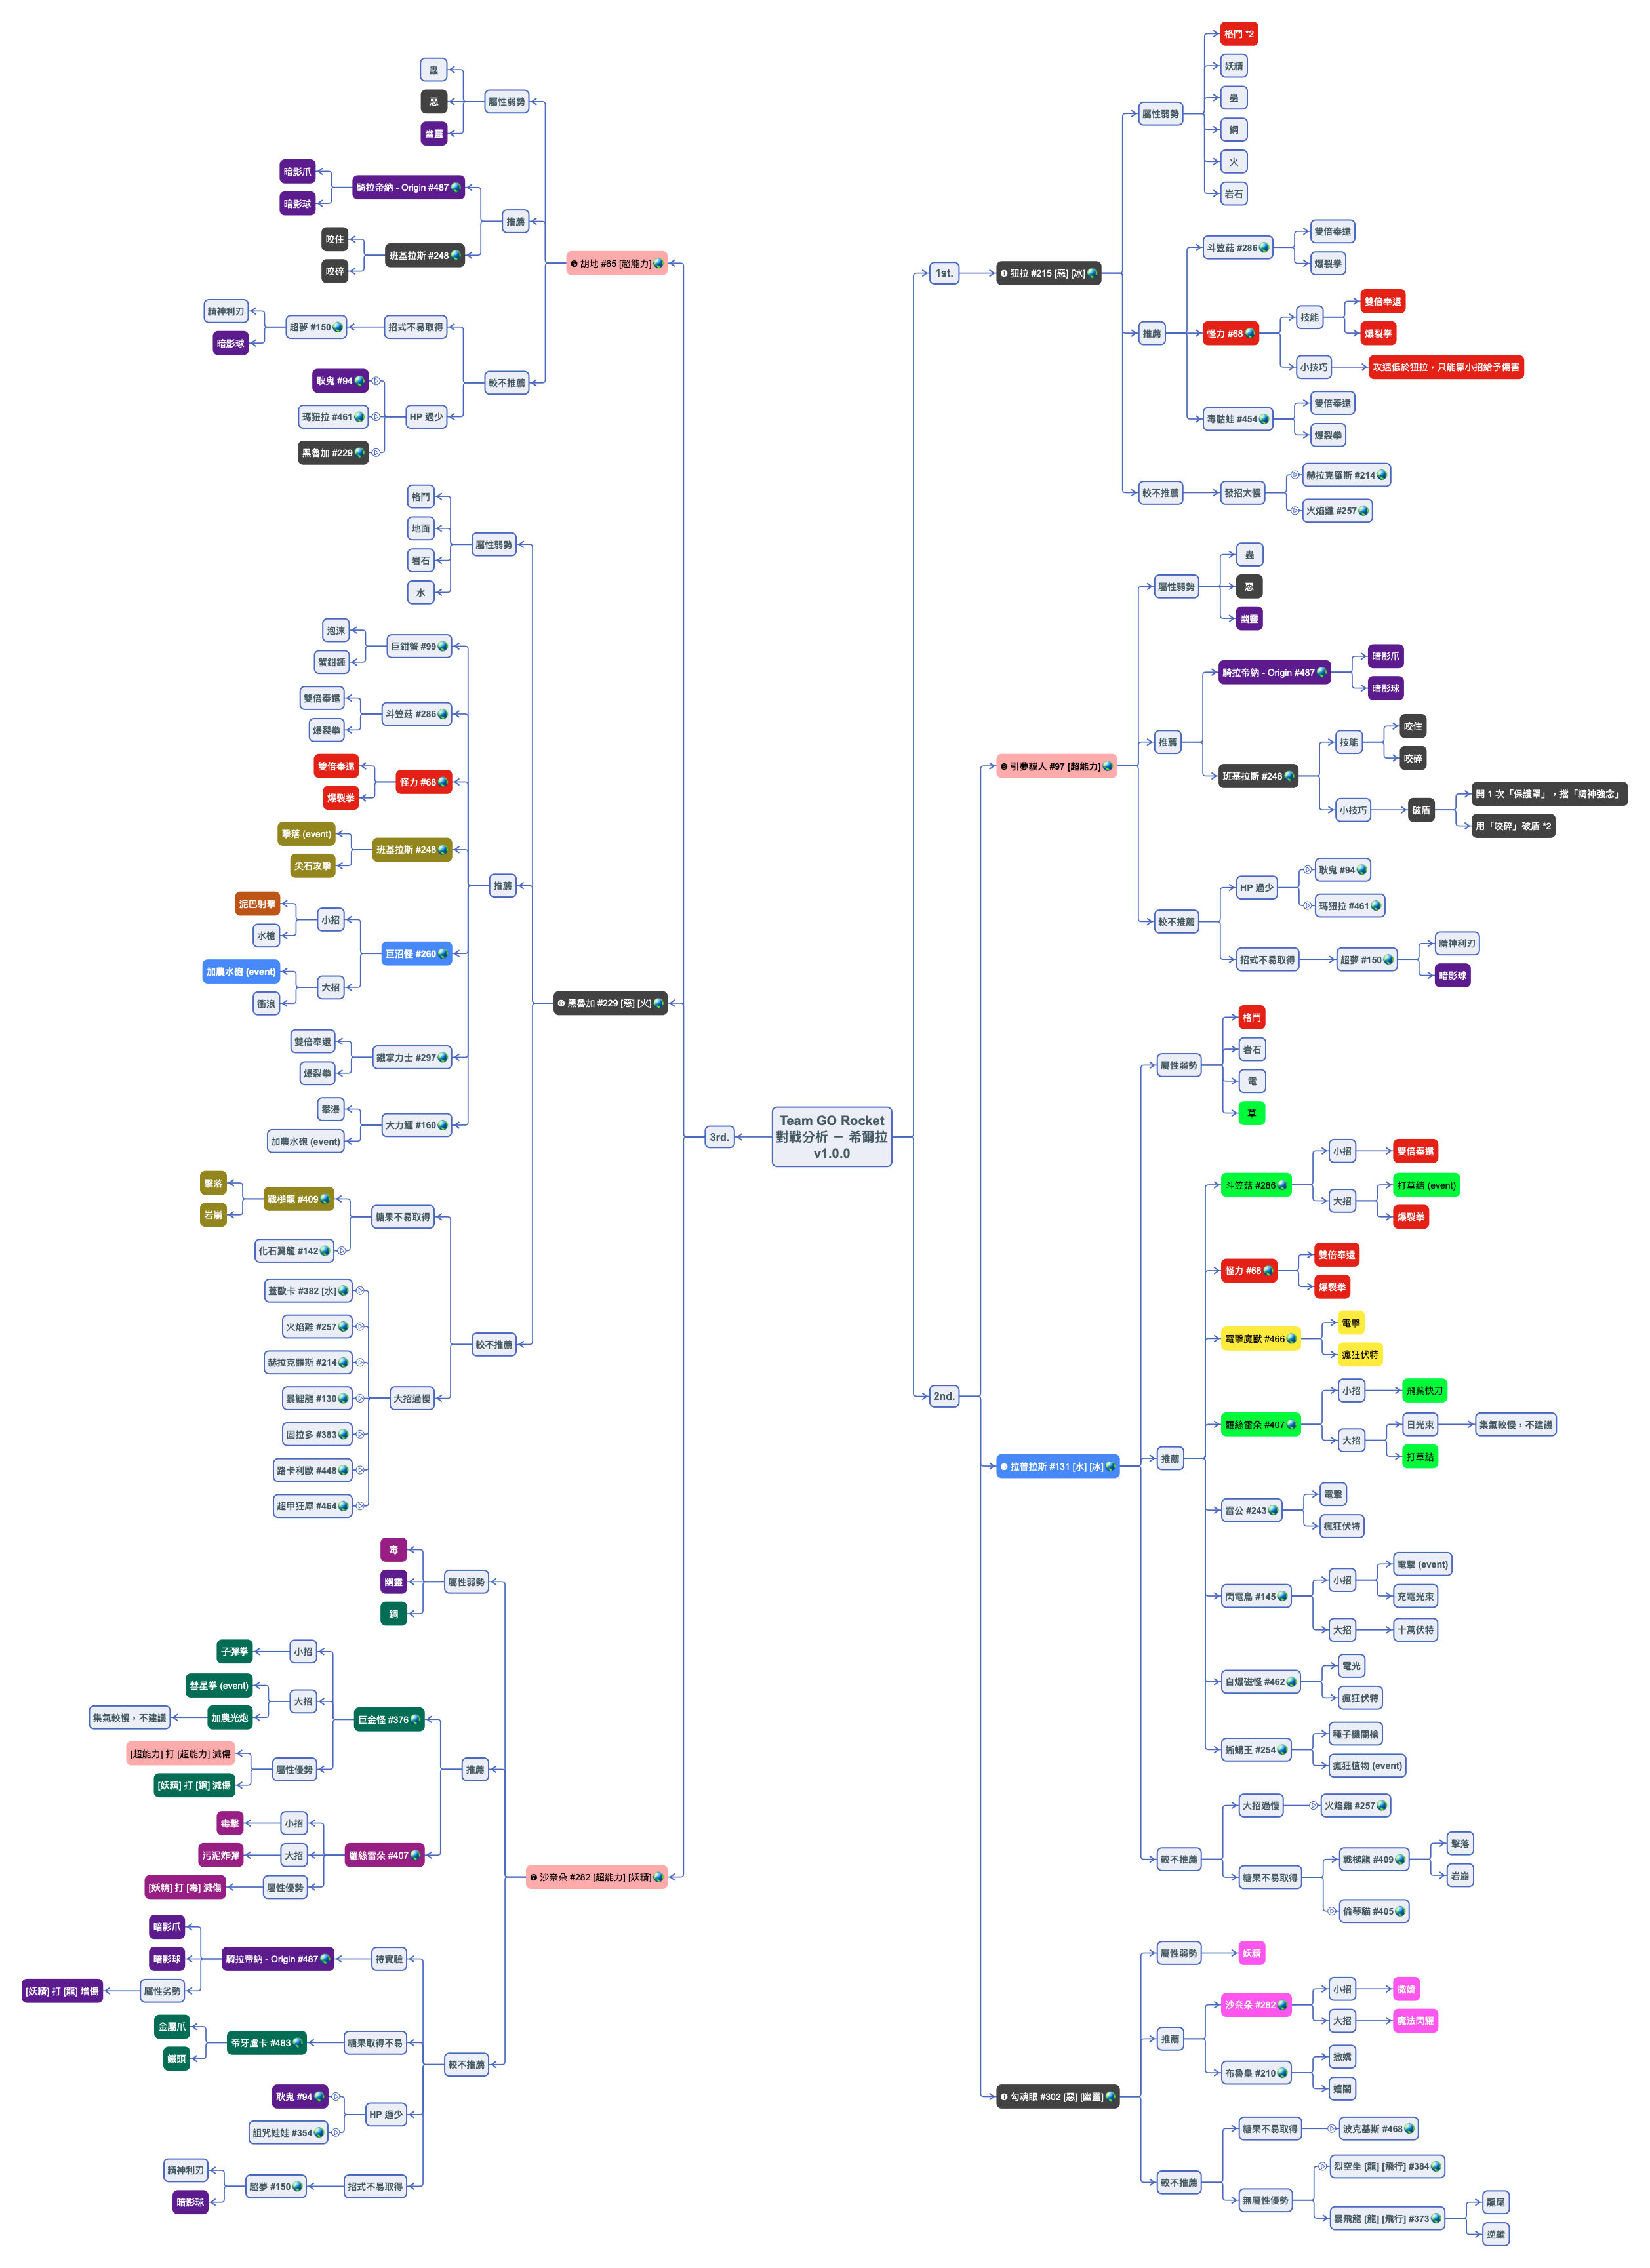 Team GO Rocket
對戰分析 － 希爾拉
v1.0.0
1st.
❶ 狃拉 #215 [惡] [冰]
屬性弱勢
格鬥 *2
妖精
蟲
鋼
火
岩石
推薦
斗笠菇 #286
雙倍奉還
爆裂拳
怪力 #68
技能
雙倍奉還
爆裂拳
小技巧
攻速低於狃拉，只能靠小招給予傷害
毒骷蛙 #454
雙倍奉還
爆裂拳
較不推薦
發招太慢
赫拉克羅斯 #214
火焰雞 #257
2nd.
❷ 引夢貘人 #97 [超能力]
屬性弱勢
蟲
惡
幽靈
推薦
騎拉帝納 - Origin #487
暗影爪
暗影球
班基拉斯 #248
技能
咬住
咬碎
小技巧
破盾
開 1 次「保護罩」，擋「精神強念」
用「咬碎」破盾 *2
較不推薦
HP 過少
耿鬼 #94
瑪狃拉 #461
招式不易取得
超夢 #150
精神利刃
暗影球
❸ 拉普拉斯 #131 [水] [冰]
屬性弱勢
格鬥
岩石
電
草
推薦
斗笠菇 #286
小招
雙倍奉還
大招
打草結 (event)
爆裂拳
怪力 #68
雙倍奉還
爆裂拳
電擊魔獸 #466
電擊
瘋狂伏特
羅絲雷朵 #407
小招
飛葉快刀
大招
日光束
集氣較慢，不建議
打草結
雷公 #243
電擊
瘋狂伏特
閃電鳥 #145
小招
電擊 (event)
充電光束
大招
十萬伏特
自爆磁怪 #462
電光
瘋狂伏特
蜥蜴王 #254
種子機關槍
瘋狂植物 (event)
較不推薦
大招過慢
火焰雞 #257
糖果不易取得
戰槌龍 #409
擊落
岩崩
倫琴貓 #405
勾魂眼 #302 [惡] [幽靈]
屬性弱勢
妖精
推薦
沙奈朵 #282
小招
撒嬌
大招
魔法閃耀
布魯皇 #210
撒嬌
嬉鬧
較不推薦
糖果不易取得
波克基斯 #468
無屬性優勢
烈空坐 [龍] [飛行] #384
暴飛龍 [龍] [飛行] #373
龍尾
逆鱗
3rd.
❺ 胡地 #65 [超能力]
屬性弱勢
蟲
惡
幽靈
推薦
騎拉帝納 - Origin #487
暗影爪
暗影球
班基拉斯 #248
咬住
咬碎
較不推薦
招式不易取得
超夢 #150
精神利刃
暗影球
HP 過少
耿鬼 #94
瑪狃拉 #461
黑魯加 #229
❻ 黑魯加 #229 [惡] [火]
屬性弱勢
格鬥
地面
岩石
水
推薦
巨鉗蟹 #99
泡沫
蟹鉗錘
斗笠菇 #286
雙倍奉還
爆裂拳
怪力 #68
雙倍奉還
爆裂拳
班基拉斯 #248
擊落 (event)
尖石攻擊
巨沼怪 #260
小招
泥巴射擊
水槍
大招
加農水砲 (event)
衝浪
鐵掌力士 #297
雙倍奉還
爆裂拳
大力鱷 #160
攀瀑
加農水砲 (event)
較不推薦
糖果不易取得
戰槌龍 #409
擊落
岩崩
化石翼龍 #142
大招過慢
蓋歐卡 #382 [水]
火焰雞 #257
赫拉克羅斯 #214
暴鯉龍 #130
固拉多 #383
路卡利歐 #448
超甲狂犀 #464
❼ 沙奈朵 #282 [超能力] [妖精]
屬性弱勢
毒
幽靈
鋼
推薦
巨金怪 #376
小招
子彈拳
大招
彗星拳 (event)
加農光炮
集氣較慢，不建議
屬性優勢
[超能力] 打 [超能力] 減傷
[妖精] 打 [鋼] 減傷
羅絲雷朵 #407
小招
毒擊
大招
污泥炸彈
屬性優勢
[妖精] 打 [毒] 減傷
較不推薦
待實驗
騎拉帝納 - Origin #487
暗影爪
暗影球
屬性劣勢
[妖精] 打 [龍] 增傷
糖果取得不易
帝牙盧卡 #483
金屬爪
鐵頭
HP 過少
耿鬼 #94
詛咒娃娃 #354
招式不易取得
超夢 #150
精神利刃
暗影球